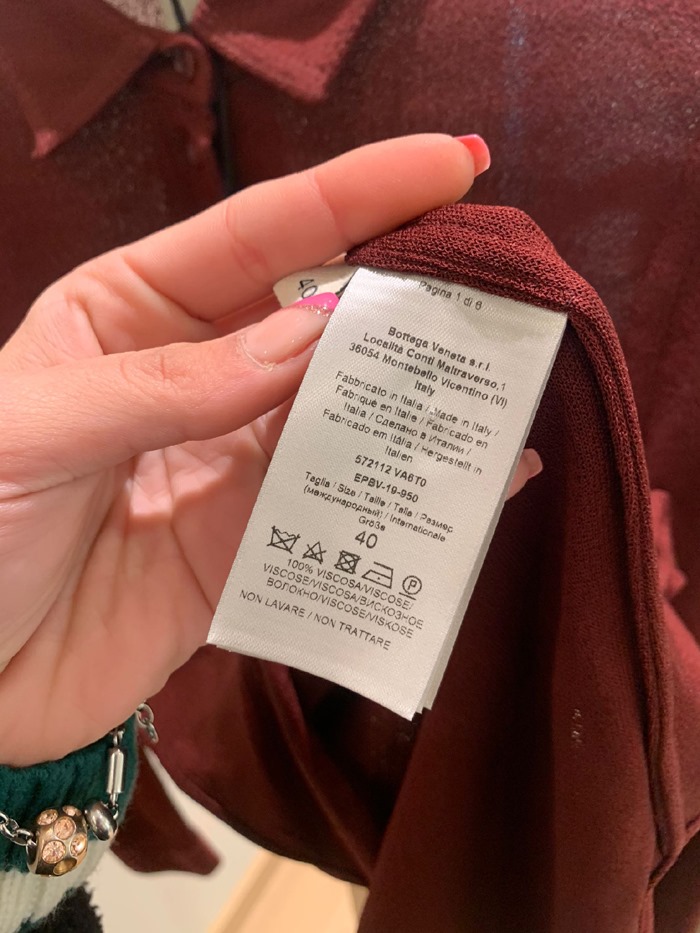 40
Pagina 1 di 6
Bottega Veneta s.r.l.
Località Conti Maltraverso,1
36054 Montebello Vicentino (VI)
Italy
Fabbricato in Italia / Made in Italy /
Fabriqué en Italie / Fabricado en
Italia / Сделано в Италии /
Fabricado em Itália / Hergestellt in
Italien
572112 VA6T0
EPBV-19-950
Taglia / Size / Taille / Talla / Размер
(международный) / Internationale
Größe
40
P
100% VISCOSA/VISCOSE/
VISCOSE/VISCOSA/ВИСКОЗНОЕ
ВОЛОКНО/VISCOSE/VISKOSE
NON LAVARE / NON TRATTARE